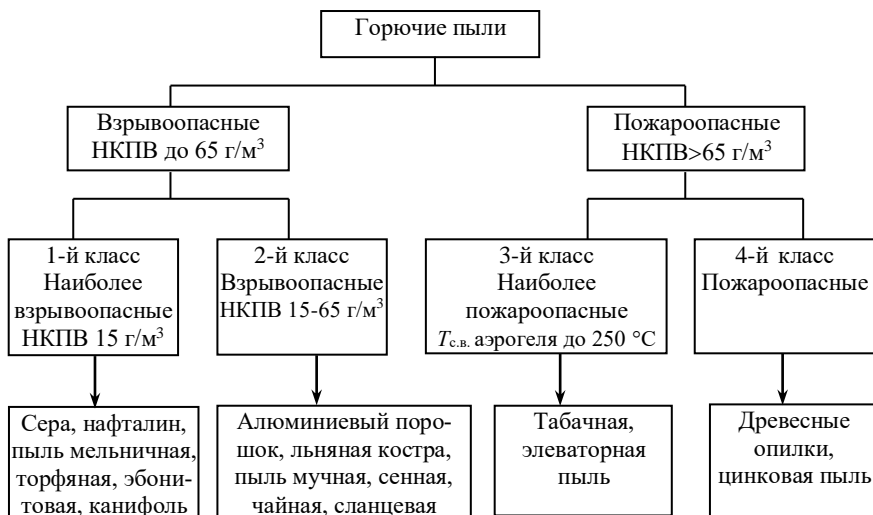 Горючие пыли
Взрывоопасные
НКПВ до 65 г/м³
Пожароопасные
НКПВ>65 г/м³
1-й класс
Наиболее
взрывоопасные
НКПВ 15 г/м³
2-й класс
Взрывоопасные
НКПВ 15-65 г/м³
3-й класс
Наиболее
пожароопасные
Tс.в. аэрогеля до 250 °С
4-й класс
Пожароопасные
Сера, нафталин,
пыль мельничная,
торфяная, эбони-
товая, канифоль
Алюминиевый поро-
шок, льняная костра,
пыль мучная, сенная,
чайная, сланцевая
Табачная,
элеваторная
пыль
Древесные
опилки,
цинковая пыль